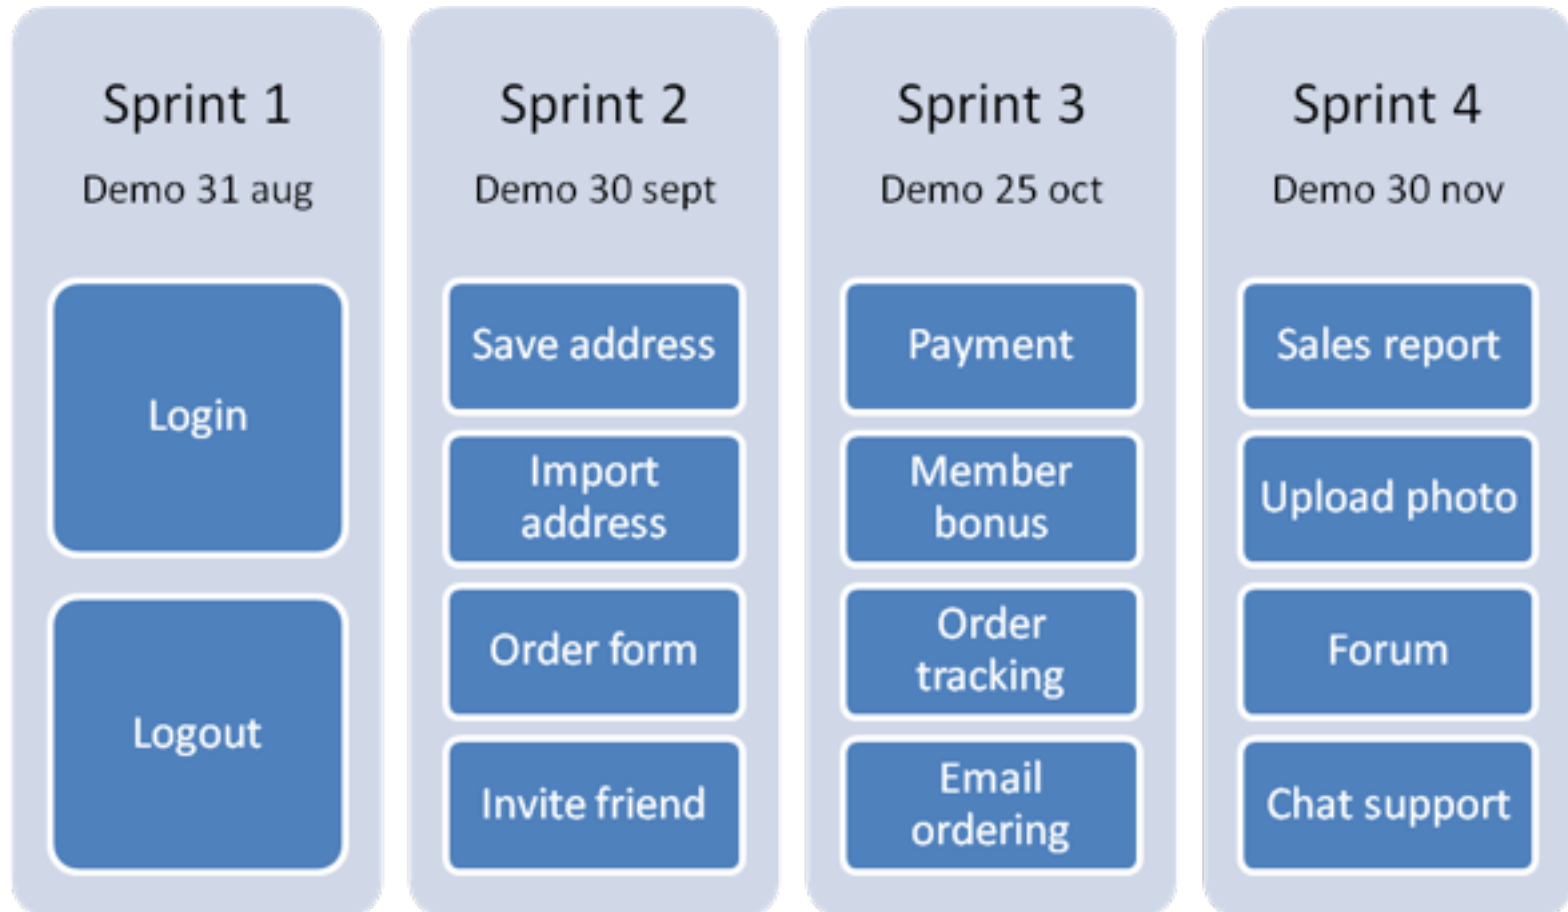 Sprint 1
Demo 31 aug
Login
Logout
Sprint 2
Demo 30 sept
Save address
Import
address
Order form
Invite friend
Sprint 3
Demo 25 oct
Payment
Member
bonus
Order
tracking
Email
ordering
Sprint 4
Demo 30 nov
Sales report
Upload photo
Forum
Chat support